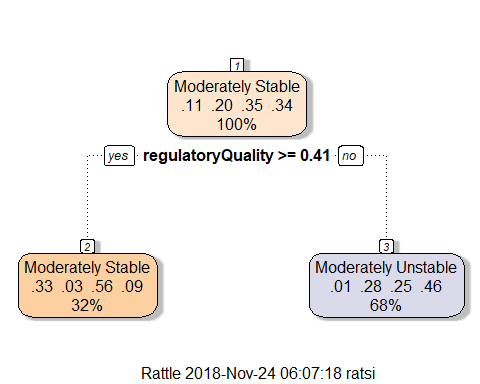 1
Moderately Stable
.11 .20 .35 .34
100%
yes regulatoryQuality >= 0.41 no
2
Moderately Stable
.33 .03 .56 .09
32%
3
Moderately Unstable
.01 .28 .25 .46
68%
Rattle 2018-Nov-24 06:07:18 ratsi